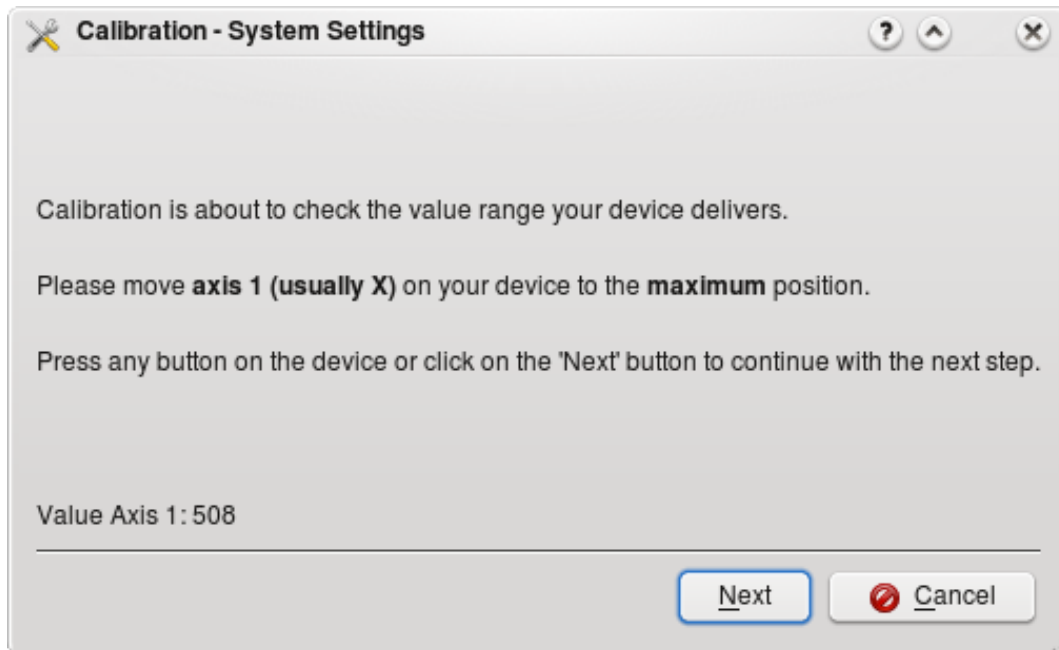 Calibration - System Settings
Calibration is about to check the value range your device delivers.
Please move axis 1 (usually X) on your device to the maximum position.
Press any button on the device or click on the 'Next' button to continue with the next step.
Value Axis 1: 508
Next
Cancel